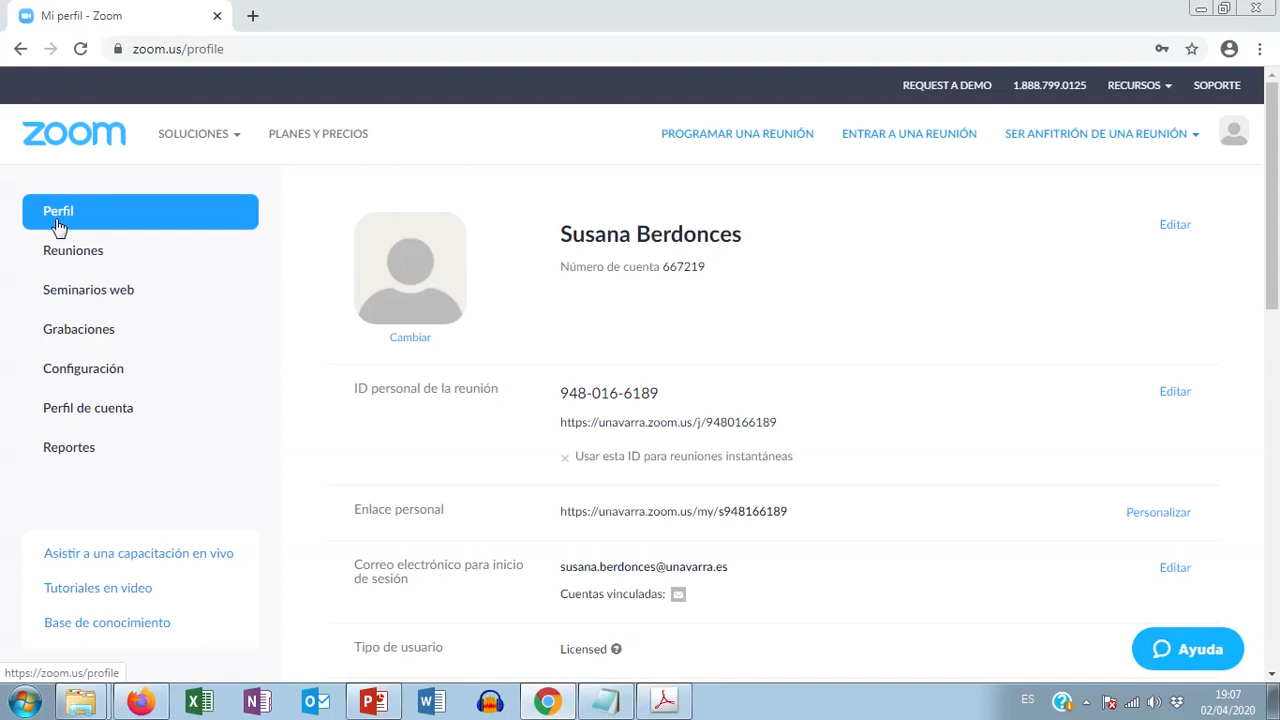 Mi perfil - Zoom
zoom.us/profile
REQUEST A DEMO 1.888.799.0125 RECURSOS SOPORTE
zoom SOLUCIONES PLANES Y PRECIOS PROGRAMAR UNA REUNIÓN ENTRAR A UNA REUNIÓN SER ANFITRIÓN DE UNA REUNIÓN
Perfil
Reuniones
Seminarios web
Grabaciones
Configuración
Perfil de cuenta
Reportes
Asistir a una capacitación en vivo
Tutoriales en video
Base de conocimiento
Susana Berdonces
Editar
Número de cuenta 667219
Cambiar
ID personal de la reunión
948-016-6189
Editar
https://unavarra.zoom.us/j/9480166189
Usar esta ID para reuniones instantáneas
Enlace personal
https://unavarra.zoom.us/my/s948166189
Personalizar
Correo electrónico para inicio
de sesión
susana.berdonces@unavarra.es
Editar
Cuentas vinculadas:
Tipo de usuario
Licensed
Ayuda
https://zoom.us/profile
ES
19:07
02/04/2020